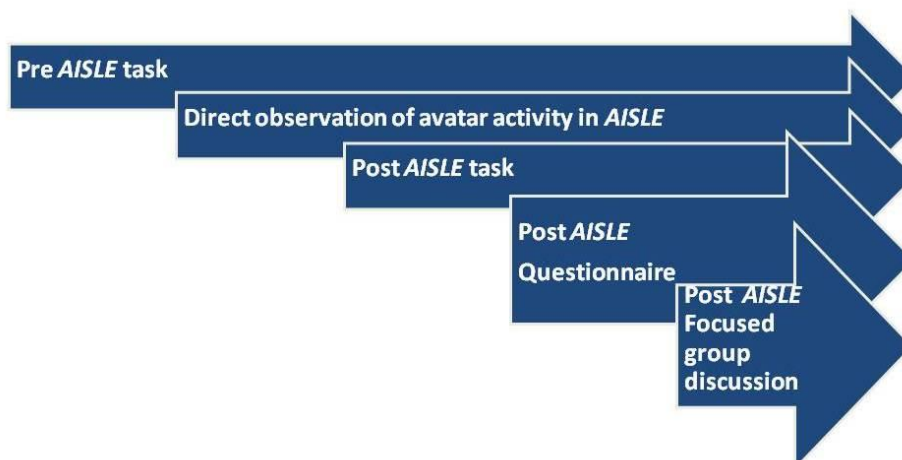 Pre AISLE task
Direct observation of avatar activity in AISLE
Post AISLE task
Post AISLE
Questionnaire
Post AISLE
Focused
group
discussion